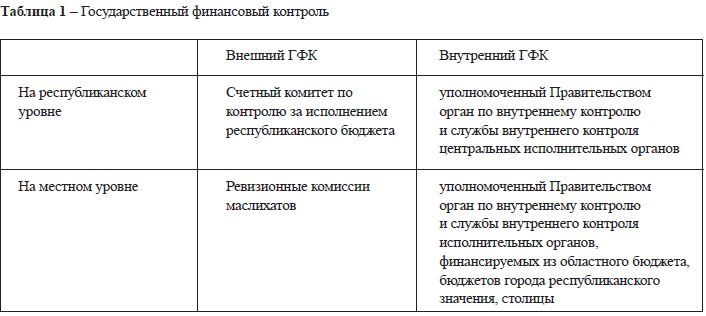 Таблица 1 – Государственный финансовый контроль
Внешний ГФК
Внутренний ГФК
На республиканском
уровне
Счетный комитет по
контролю за исполнением
республиканского бюджета
уполномоченный Правительством
орган по внутреннему контролю
и службы внутреннего контроля
центральных исполнительных органов
На местном уровне
Ревизионные комиссии
маслихатов
уполномоченный Правительством
орган по внутреннему контролю
и службы внутреннего контроля
исполнительных органов,
финансируемых из областного бюджета,
бюджетов города республиканского
значения, столицы